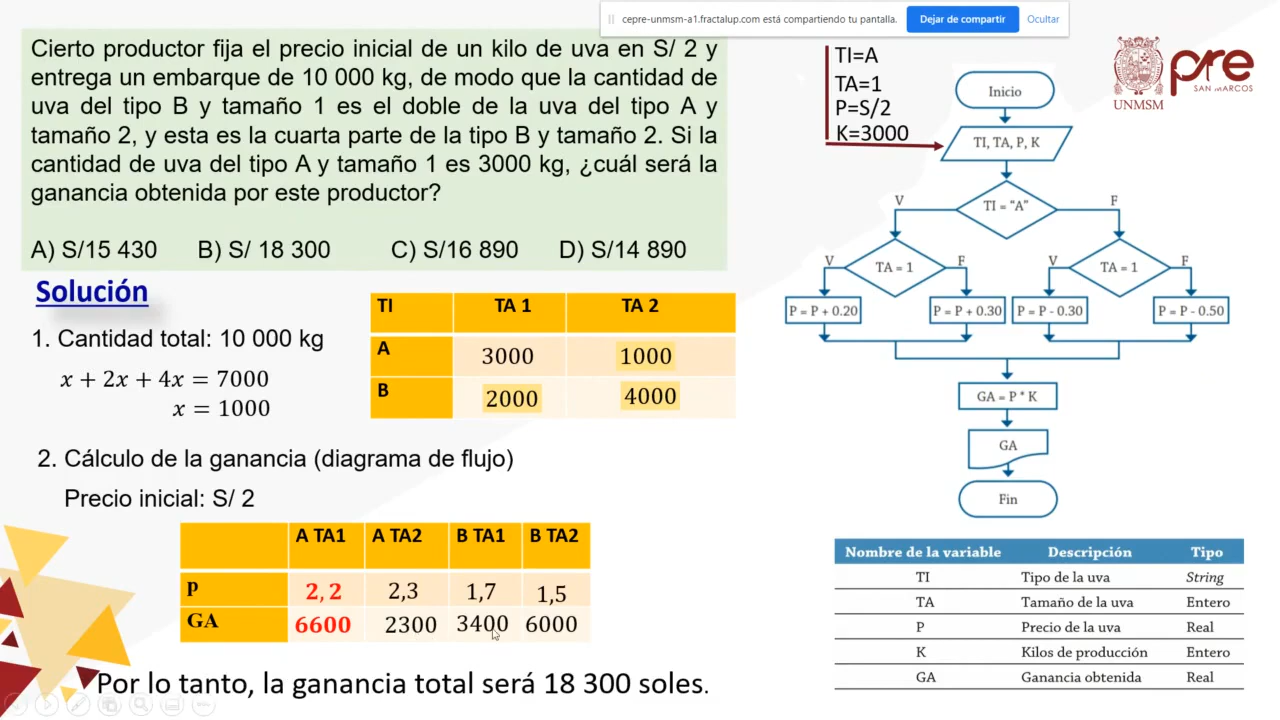 cepre-unmsm-a1.fractalup.com está compartiendo tu pantalla.
Dejar de compartir
Ocultar
Cierto productor fija el precio inicial de un kilo de uva en S/ 2 y
entrega un embarque de 10 000 kg, de modo que la cantidad de
uva del tipo B y tamaño 1 es el doble de la uva del tipo A y
tamaño 2, y esta es la cuarta parte de la tipo B y tamaño 2. Si la
cantidad de uva del tipo A y tamaño 1 es 3000 kg, ¿cuál será la
ganancia obtenida por este productor?
A) S/15 430 B) S/ 18 300 C) S/16 890 D) S/14 890
Solución
1. Cantidad total: 10 000 kg
x + 2x + 4x = 7000
x = 1000
TI TA 1 TA 2
A 3000 1000
B 2000 4000
2. Cálculo de la ganancia (diagrama de flujo)
Precio inicial: S/ 2
A TA1 A TA2 B TA1 B TA2
P 2, 2 2,3 1,7 1,5
GA 6600 2300 3400 6000
Por lo tanto, la ganancia total será 18 300 soles.
TI=A
TA=1
P=S/2
K=3000
UNMSM
pre
SAN MARCOS
Inicio
TI, TA, P, K
V TI = "A" F
V TA = 1 F V TA = 1 F
P = P + 0.20 P = P + 0.30 P = P - 0.30 P = P - 0.50
GA = P * K
GA
Fin
Nombre de la variable Descripción Tipo
TI Tipo de la uva String
TA Tamaño de la uva Entero
P Precio de la uva Real
K Kilos de producción Entero
GA Ganancia obtenida Real